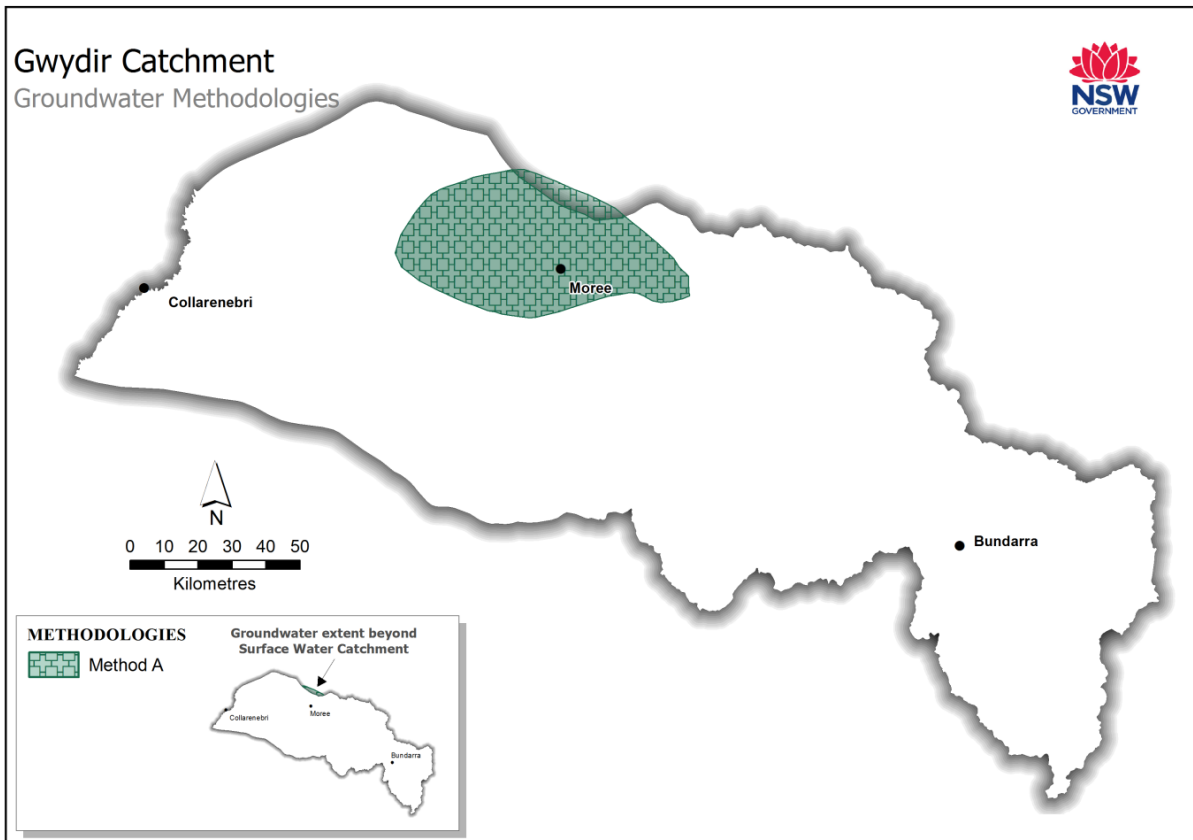 Gwydir Catchment
Groundwater Methodologies
NSW
GOVERNMENT
Collarenebri
Moree
Bundarra
N
0 10 20 30 40 50
Kilometres
METHODOLOGIES
Method A
Groundwater extent beyond
Surface Water Catchment
Collarenebri
Moree
Bundarra